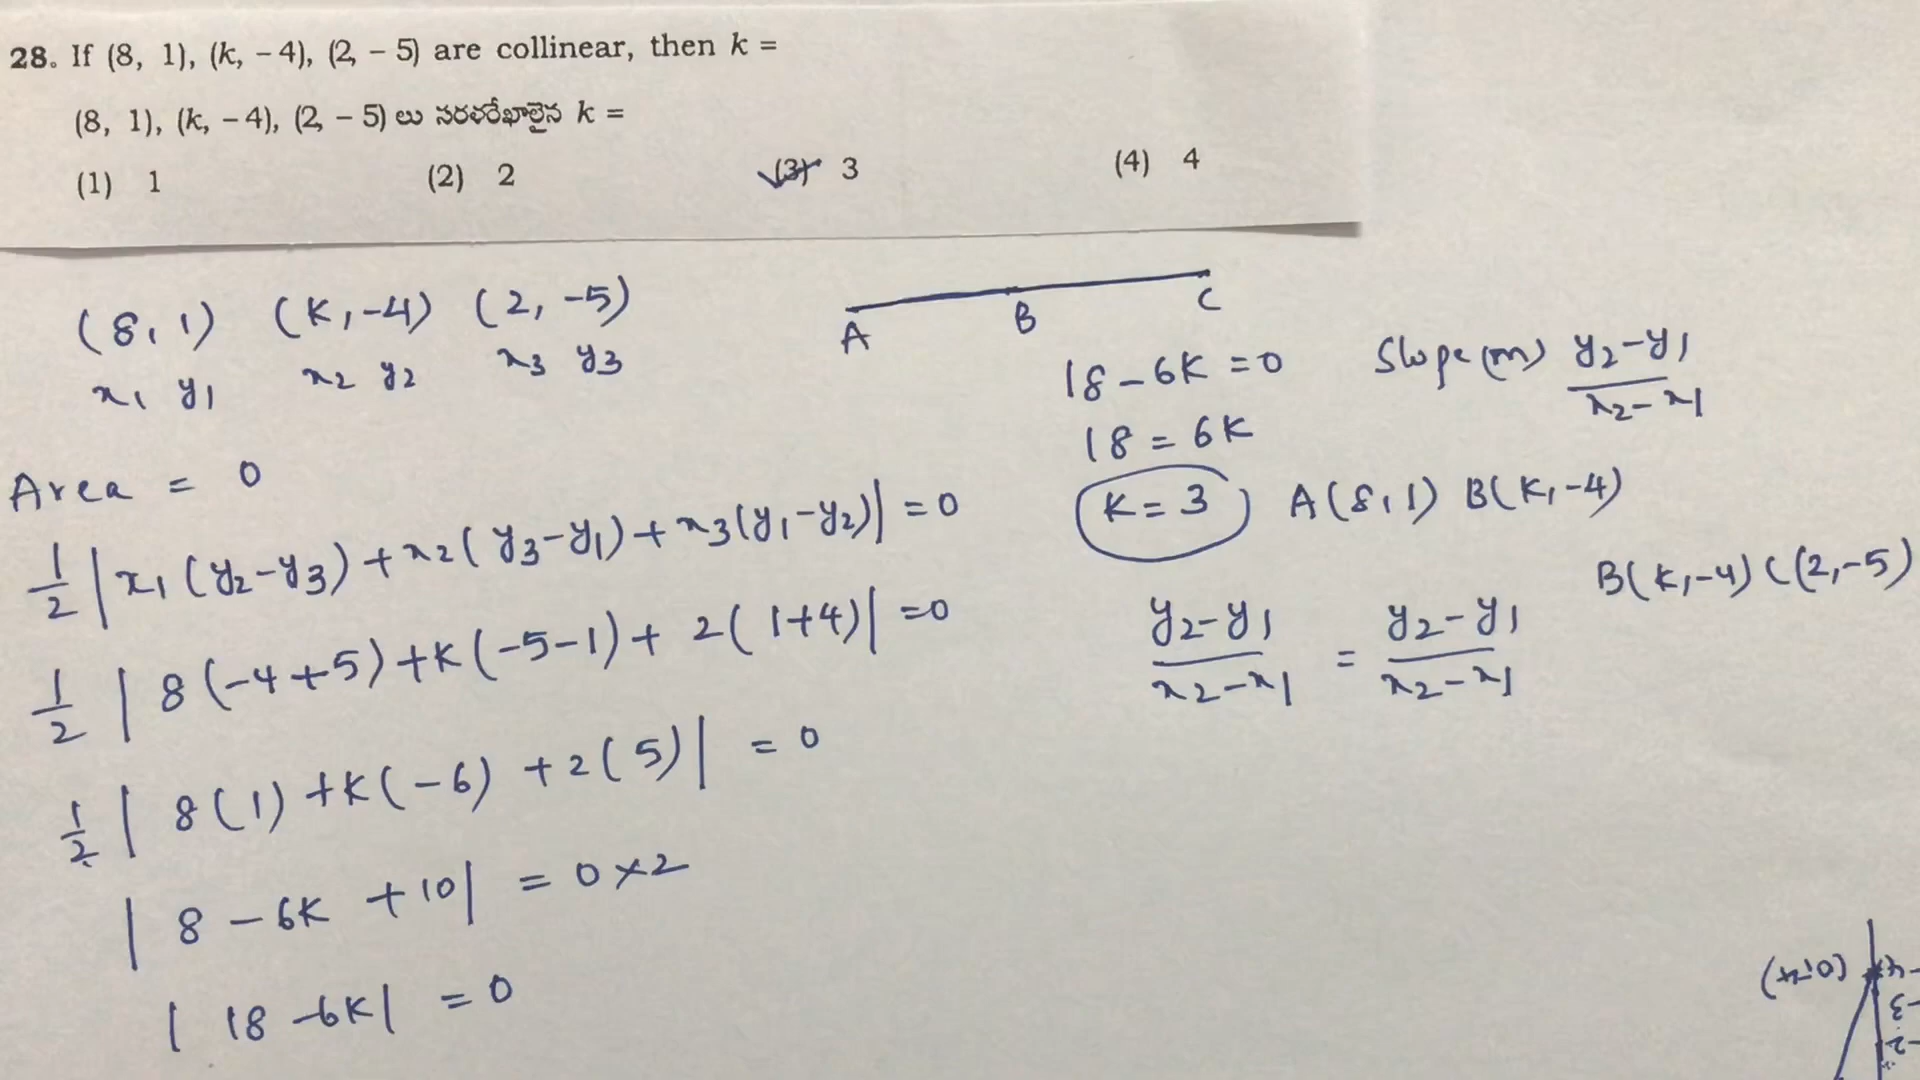 28. If (8, 1), (k, – 4), (2, – 5) are collinear, then k =
(8, 1), (k, – 4), (2, – 5) లు సరళరేఖాలైన k =
(1) 1 (2) 2 (3) 3 (4) 4
(8, 1) (K, -4) (2, -5)
x1 y1 x2 y2 x3 y3
A B C
Area = 0
1/2 |x1 (y2-y3) + x2 (y3-y1) + x3 (y1-y2)| = 0
1/2 | 8 (-4+5) + K (-5-1) + 2 (1+4)| = 0
1/2 | 8 (1) + K (-6) + 2 (5)| = 0
| 8 - 6K + 10| = 0 × 2
| 18 - 6K| = 0
18 - 6K = 0
18 = 6K
K = 3
Slope (m) y2-y1 / x2-x1
A (8, 1) B (K, -4)
B (K, -4) C (2, -5)
y2-y1 / x2-x1 = y2-y1 / x2-x1